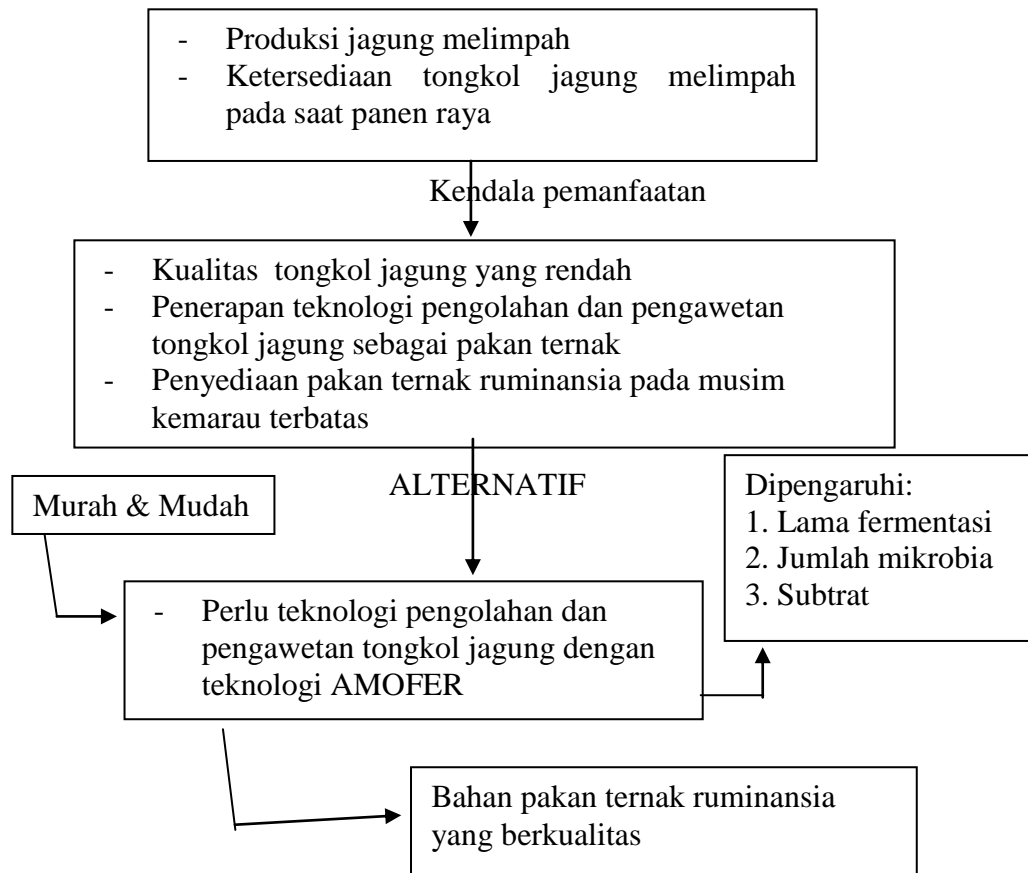 - Produksi jagung melimpah
- Ketersediaan tongkol jagung melimpah
pada saat panen raya
Kendala pemanfaatan
- Kualitas tongkol jagung yang rendah
- Penerapan teknologi pengolahan dan pengawetan
tongkol jagung sebagai pakan ternak
- Penyediaan pakan ternak ruminansia pada musim
kemarau terbatas
ALTERNATIF
Murah & Mudah
Dipengaruhi:
1. Lama fermentasi
2. Jumlah mikrobia
3. Subtrat
- Perlu teknologi pengolahan dan
pengawetan tongkol jagung dengan
teknologi AMOFER
Bahan pakan ternak ruminansia
yang berkualitas